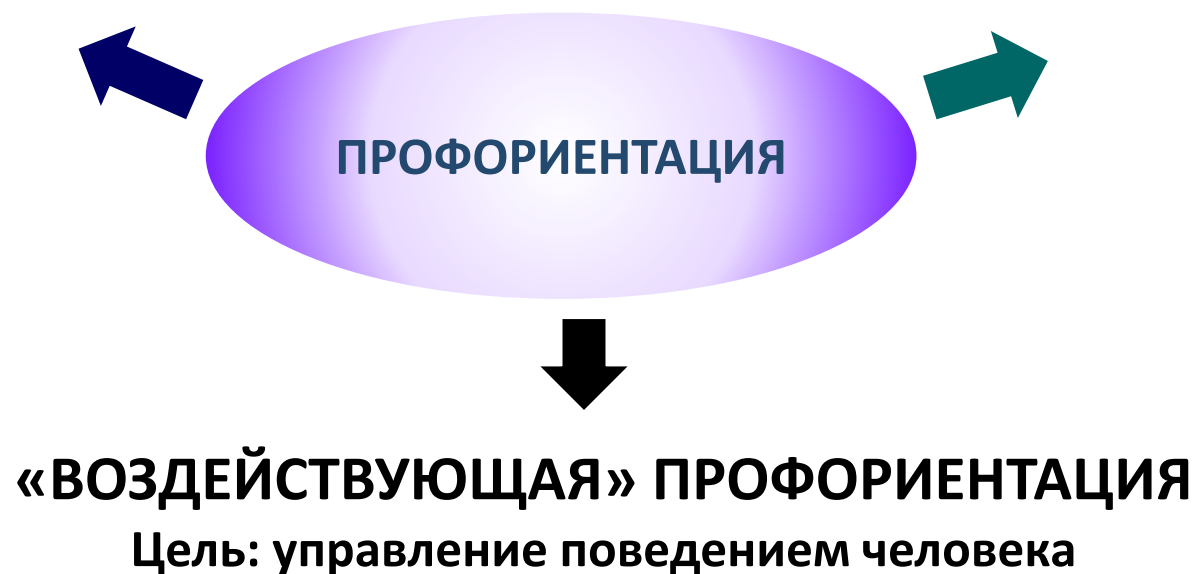 ПРОФОРИЕНТАЦИЯ
«ВОЗДЕЙСТВУЮЩАЯ» ПРОФОРИЕНТАЦИЯ
Цель: управление поведением человека